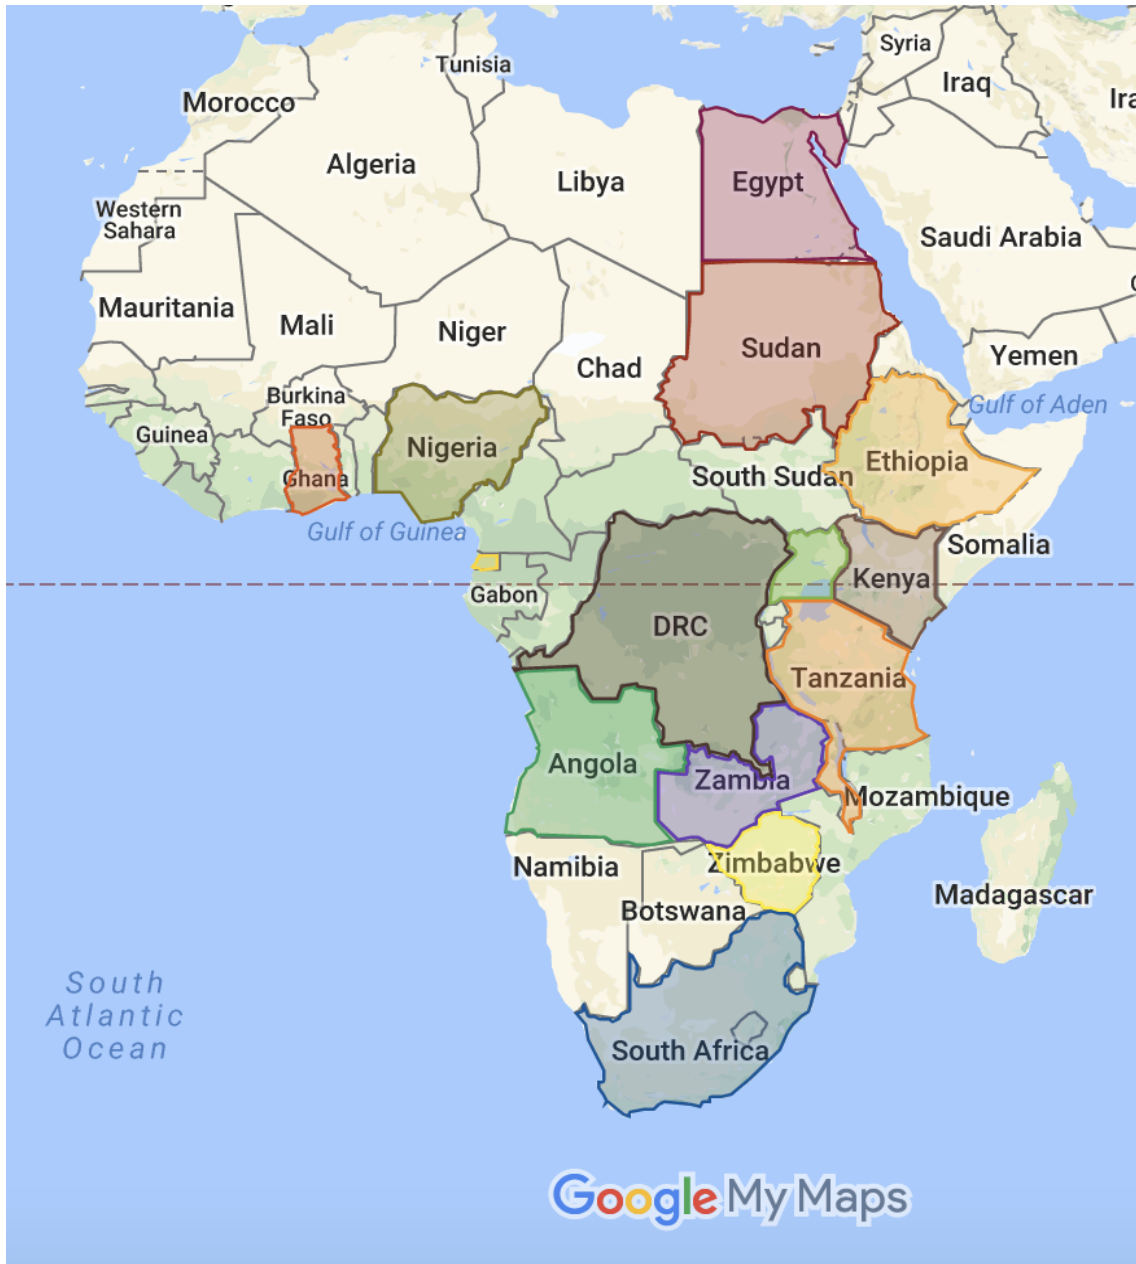 Syria
Tunisia
Iraq
Morocco
Algeria
Libya
Egypt
Western
Sahara
Saudi Arabia
Mauritania
Mali
Niger
Sudan
Yemen
Chad
Burkina
Faso
Gulf of Aden
Guinea
Nigeria
Ethiopia
Ghana
South Sudan
Gulf of Guinea
Somalia
Kenya
Gabon
DRC
Tanzania
Angola
Zambia
Mozambique
Namibia
Zimbabwe
Madagascar
Botswana
South
Atlantic
Ocean
South Africa
Google My Maps